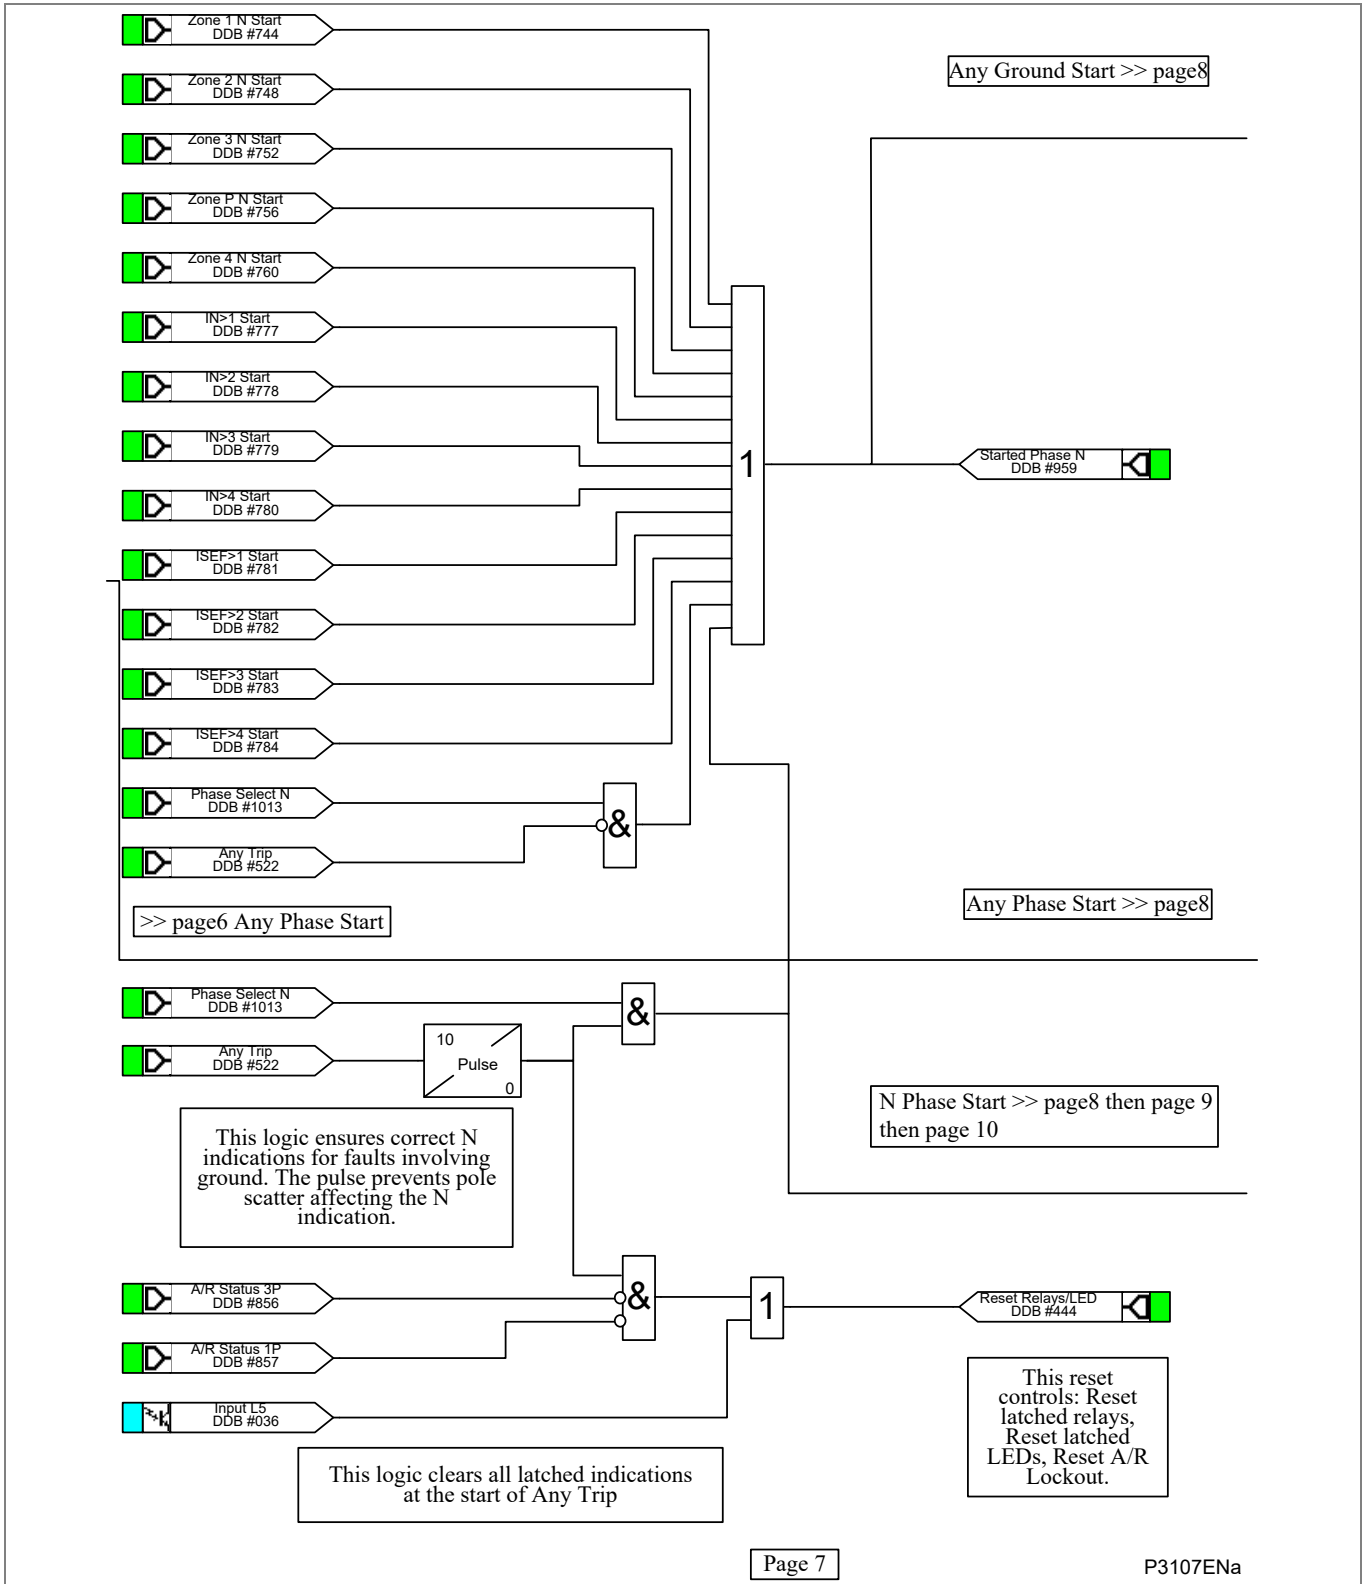 Zone 1 N Start
DDB #744
Any Ground Start >> page8
Zone 2 N Start
DDB #748
Zone 3 N Start
DDB #752
Zone P N Start
DDB #756
Zone 4 N Start
DDB #760
IN>1 Start
DDB #777
IN>2 Start
DDB #778
IN>3 Start
DDB #779
1
Started Phase N
DDB #959
IN>4 Start
DDB #780
ISEF>1 Start
DDB #781
ISEF>2 Start
DDB #782
ISEF>3 Start
DDB #783
ISEF>4 Start
DDB #784
Phase Select N
DDB #1013
&
Any Trip
DDB #522
>> page6 Any Phase Start
Any Phase Start >> page8
Phase Select N
DDB #1013
&
Any Trip
DDB #522
10
Pulse
0
N Phase Start >> page8 then page 9
then page 10
This logic ensures correct N
indications for faults involving
ground. The pulse prevents pole
scatter affecting the N
indication.
A/R Status 3P
DDB #856
&
1
Reset Relays/LED
DDB #444
A/R Status 1P
DDB #857
Input L5
DDB #036
This reset
controls: Reset
latched relays,
Reset latched
LEDs, Reset A/R
Lockout.
This logic clears all latched indications
at the start of Any Trip
Page 7
P3107ENa